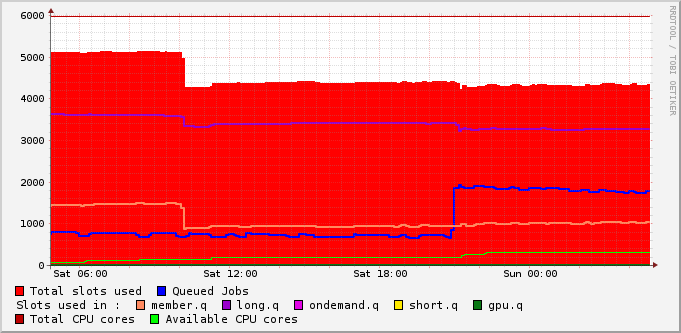 RRDTOOL / TOBI OETIKER
6000
5000
4000
3000
2000
1000
0
Sat 06:00 Sat 12:00 Sat 18:00 Sun 00:00
Total slots used Queued Jobs
Slots used in : member.q long.q ondemand.q short.q gpu.q
Total CPU cores Available CPU cores